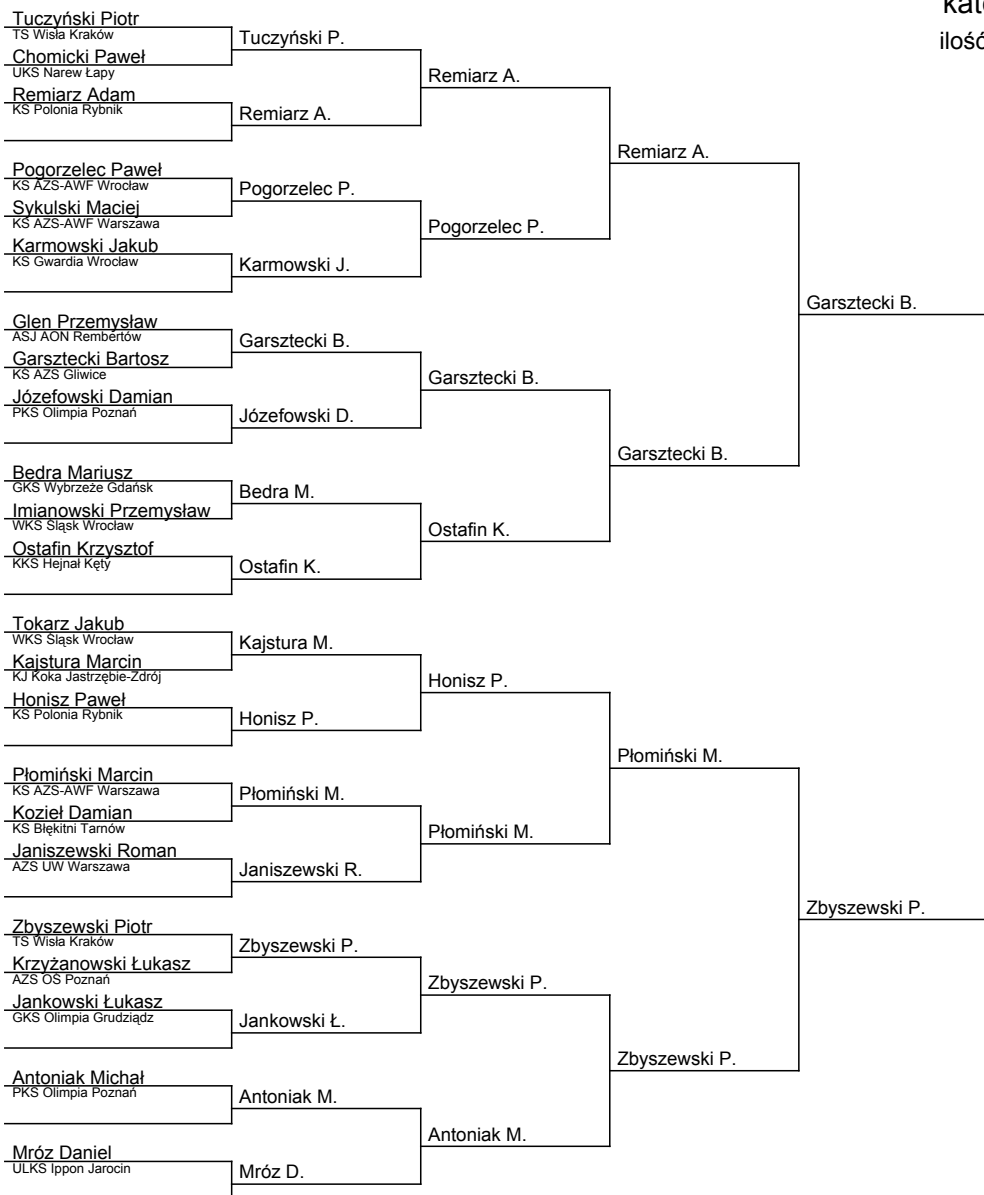 kate
ilość
Tuczyński Piotr
TS Wisła Kraków
Chomicki Paweł
UKS Narew Łapy
Remiarz Adam
KS Polonia Rybnik
Pogorzelec Paweł
KS AZS-AWF Wrocław
Sykulski Maciej
KS AZS-AWF Warszawa
Karmowski Jakub
KS Gwardia Wrocław
Glen Przemysław
ASJ AON Rembertów
Garsztecki Bartosz
KS AZS Gliwice
Józefowski Damian
PKS Olimpia Poznań
Bedra Mariusz
GKS Wybrzeże Gdańsk
Imianowski Przemysław
WKS Śląsk Wrocław
Ostafin Krzysztof
KKS Hejnał Kęty
Tokarz Jakub
WKS Śląsk Wrocław
Kajstura Marcin
KJ Koka Jastrzębie-Zdrój
Honisz Paweł
KS Polonia Rybnik
Płomiński Marcin
KS AZS-AWF Warszawa
Kozieł Damian
KS Błękitni Tarnów
Janiszewski Roman
AZS UW Warszawa
Zbyszewski Piotr
TS Wisła Kraków
Krzyżanowski Łukasz
AZS OŚ Poznań
Jankowski Łukasz
GKS Olimpia Grudziądz
Antoniak Michał
PKS Olimpia Poznań
Mróz Daniel
ULKS Ippon Jarocin
Tuczyński P.
Remiarz A.
Pogorzelec P.
Karmowski J.
Garsztecki B.
Józefowski D.
Bedra M.
Ostafin K.
Kajstura M.
Honisz P.
Płomiński M.
Janiszewski R.
Zbyszewski P.
Jankowski Ł.
Antoniak M.
Mróz D.
Remiarz A.
Pogorzelec P.
Garsztecki B.
Ostafin K.
Honisz P.
Płomiński M.
Zbyszewski P.
Antoniak M.
Remiarz A.
Garsztecki B.
Płomiński M.
Zbyszewski P.
Garsztecki B.
Zbyszewski P.